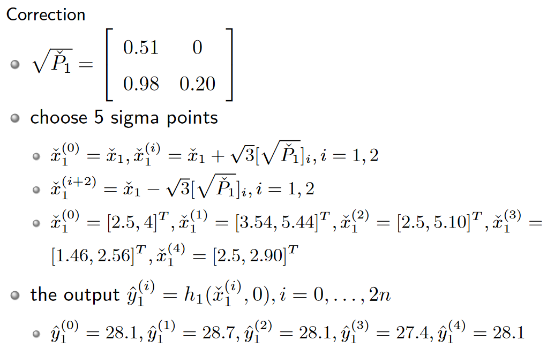 Correction
√P̌₁ = [ 0.51 0
0.98 0.20 ]
choose 5 sigma points
x̌₁⁽⁰⁾ = x̌₁, x̌₁⁽ⁱ⁾ = x̌₁ + √3[√P̌₁]ᵢ, i = 1, 2
x̌₁⁽ⁱ⁺²⁾ = x̌₁ − √3[√P̌₁]ᵢ, i = 1, 2
x̌₁⁽⁰⁾ = [2.5, 4]ᵀ, x̌₁⁽¹⁾ = [3.54, 5.44]ᵀ, x̌₁⁽²⁾ = [2.5, 5.10]ᵀ, x̌₁⁽³⁾ =
[1.46, 2.56]ᵀ, x̌₁⁽⁴⁾ = [2.5, 2.90]ᵀ
the output ŷ₁⁽ⁱ⁾ = h₁(x̌₁⁽ⁱ⁾, 0), i = 0, . . . , 2n
ŷ₁⁽⁰⁾ = 28.1, ŷ₁⁽¹⁾ = 28.7, ŷ₁⁽²⁾ = 28.1, ŷ₁⁽³⁾ = 27.4, ŷ₁⁽⁴⁾ = 28.1